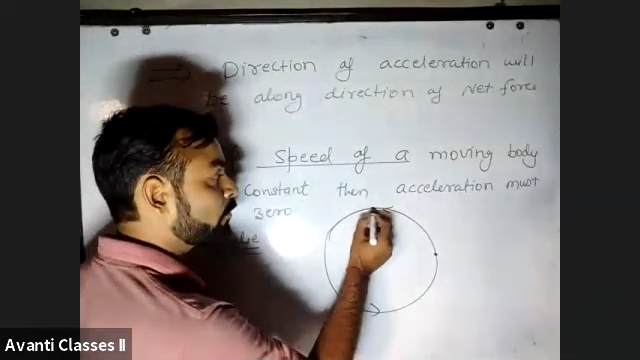 ⇒ Direction of acceleration will
be along direction of Net force
Speed of a moving body
constant then acceleration must
zero
Avanti Classes II